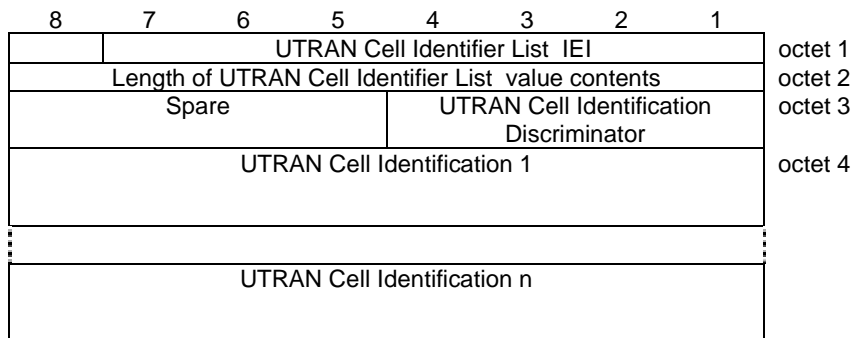 8 7 6 5 4 3 2 1
UTRAN Cell Identifier List IEI octet 1
Length of UTRAN Cell Identifier List value contents octet 2
Spare UTRAN Cell Identification octet 3
Discriminator
UTRAN Cell Identification 1 octet 4
UTRAN Cell Identification n